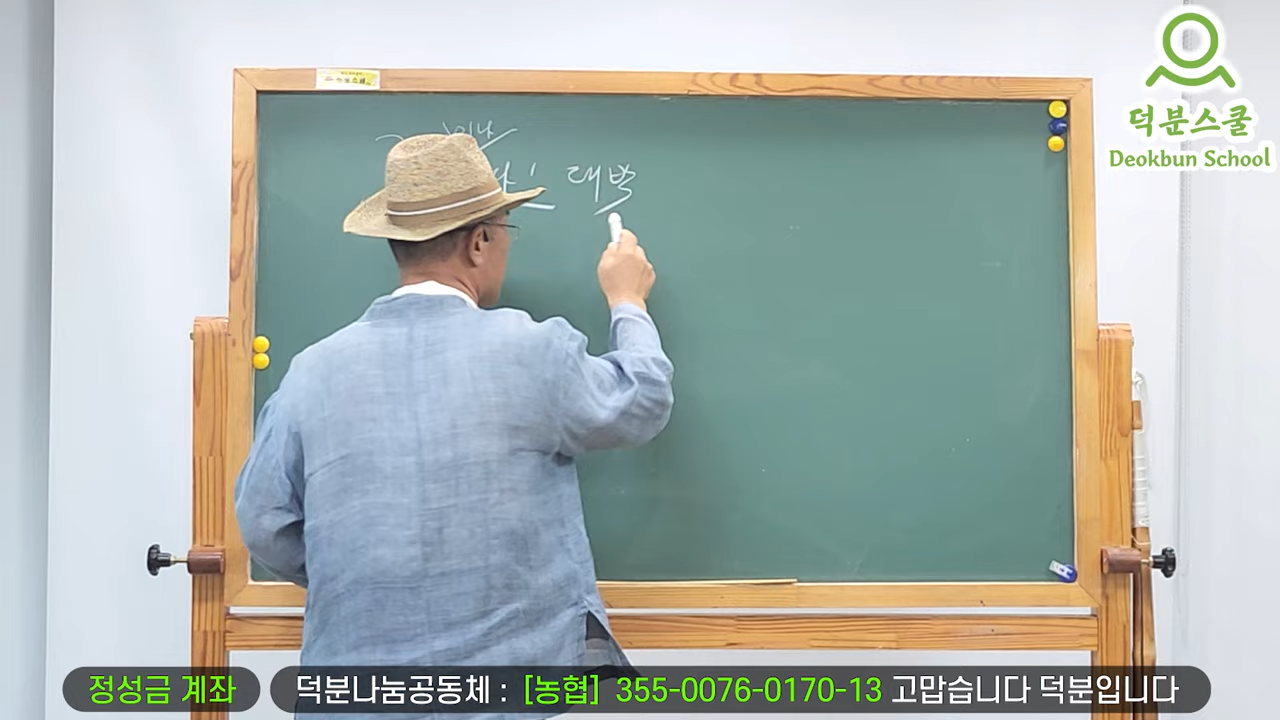 대박
덕분스쿨
Deokbun School
정성금 계좌
덕분나눔공동체 : [농협] 355-0076-0170-13 고맙습니다 덕분입니다